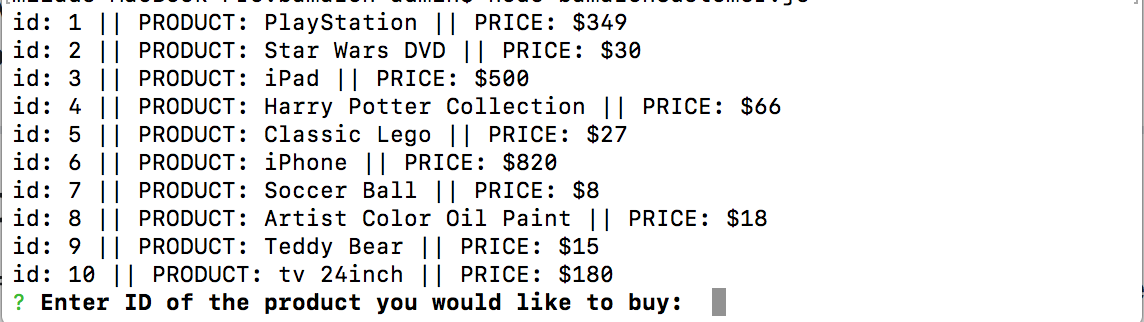 id: 1 || PRODUCT: PlayStation || PRICE: $349
id: 2 || PRODUCT: Star Wars DVD || PRICE: $30
id: 3 || PRODUCT: iPad || PRICE: $500
id: 4 || PRODUCT: Harry Potter Collection || PRICE: $66
id: 5 || PRODUCT: Classic Lego || PRICE: $27
id: 6 || PRODUCT: iPhone || PRICE: $820
id: 7 || PRODUCT: Soccer Ball || PRICE: $8
id: 8 || PRODUCT: Artist Color Oil Paint || PRICE: $18
id: 9 || PRODUCT: Teddy Bear || PRICE: $15
id: 10 || PRODUCT: tv 24inch || PRICE: $180
? Enter ID of the product you would like to buy: